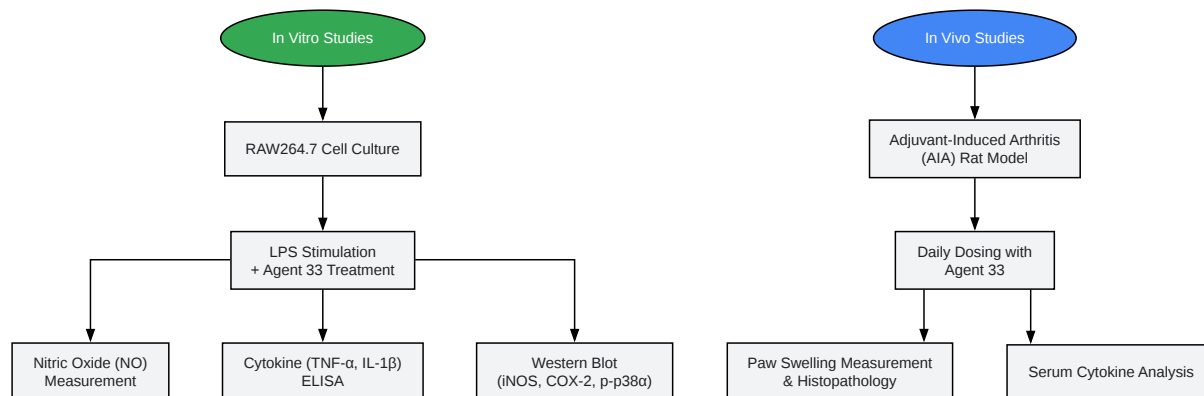 In Vitro Studies
In Vivo Studies
RAW264.7 Cell Culture
Adjuvant-Induced Arthritis
(AIA) Rat Model
LPS Stimulation
+ Agent 33 Treatment
Daily Dosing with
Agent 33
Nitric Oxide (NO)
Measurement
Cytokine (TNF-α, IL-1β)
ELISA
Western Blot
(iNOS, COX-2, p-p38α)
Paw Swelling Measurement
& Histopathology
Serum Cytokine Analysis